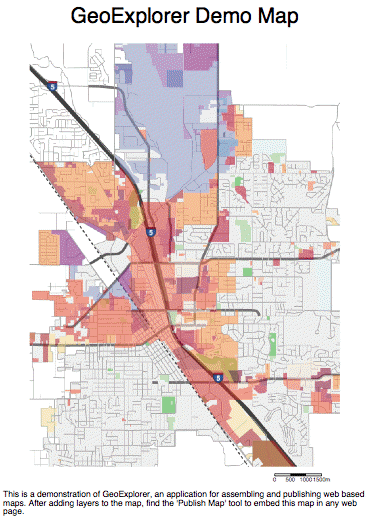 GeoExplorer Demo Map
5
5
5
0 500 10001500m
This is a demonstration of GeoExplorer, an application for assembling and publishing web based
maps. After adding layers to the map, find the 'Publish Map' tool to embed this map in any web
page.